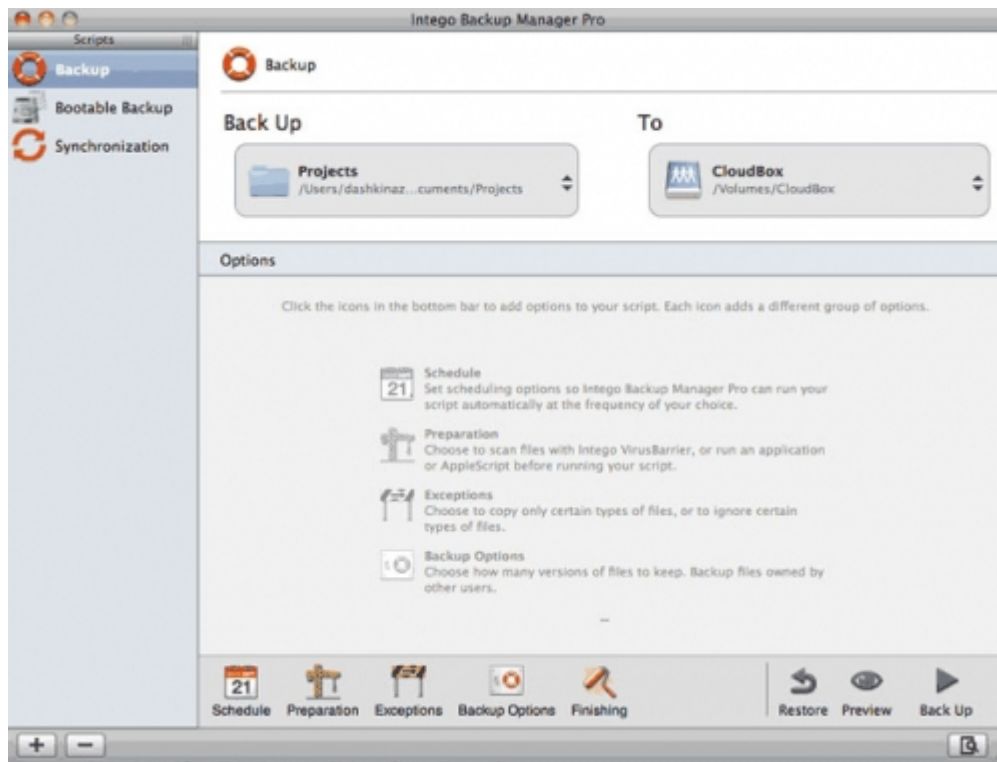 Intego Backup Manager Pro
Scripts
Backup
Bootable Backup
Synchronization
Backup
Back Up
To
Projects
/Users/dashkinaz...cuments/Projects
CloudBox
/Volumes/CloudBox
Options
Click the icons in the bottom bar to add options to your script. Each icon adds a different group of options.
21
Schedule
Set scheduling options so Intego Backup Manager Pro can run your
script automatically at the frequency of your choice.
Preparation
Choose to scan files with Intego VirusBarrier, or run an application
or AppleScript before running your script.
Exceptions
Choose to copy only certain types of files, or to ignore certain
types of files.
Backup Options
Choose how many versions of files to keep. Backup files owned by
other users.
21
Schedule
Preparation
Exceptions
Backup Options
Finishing
Restore
Preview
Back Up